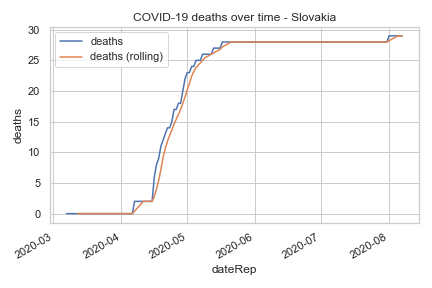 COVID-19 deaths over time - Slovakia
deaths
deaths (rolling)
30
25
20
15
10
5
0
deaths
2020-03
2020-04
2020-05
2020-06
2020-07
2020-08
dateRep